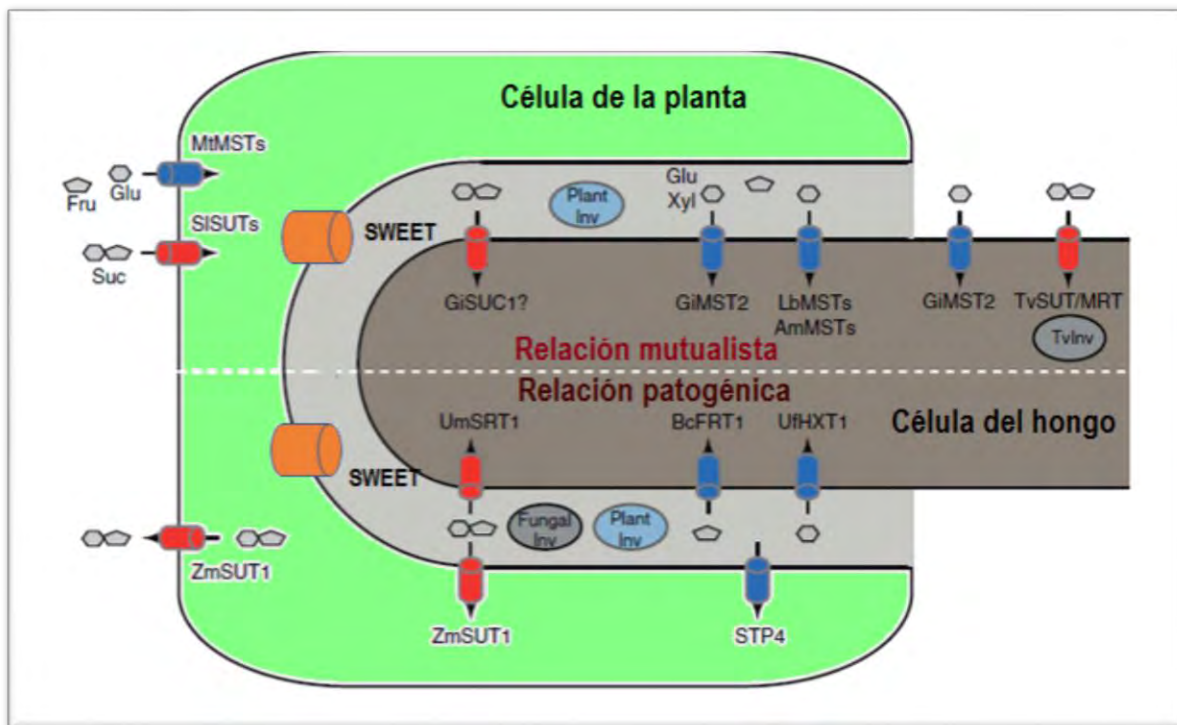 Célula de la planta
MtMSTs
Fru
Glu
SlSUTs
Suc
SWEET
Plant
Inv
Glu
Xyl
GiSUC1?
GiMST2
LbMSTs
AmMSTs
GiMST2
TvSUT/MRT
TvInv
Relación mutualista
Relación patogénica
Célula del hongo
UmSRT1
BcFRT1
UfHXT1
SWEET
Fungal
Inv
Plant
Inv
ZmSUT1
ZmSUT1
STP4